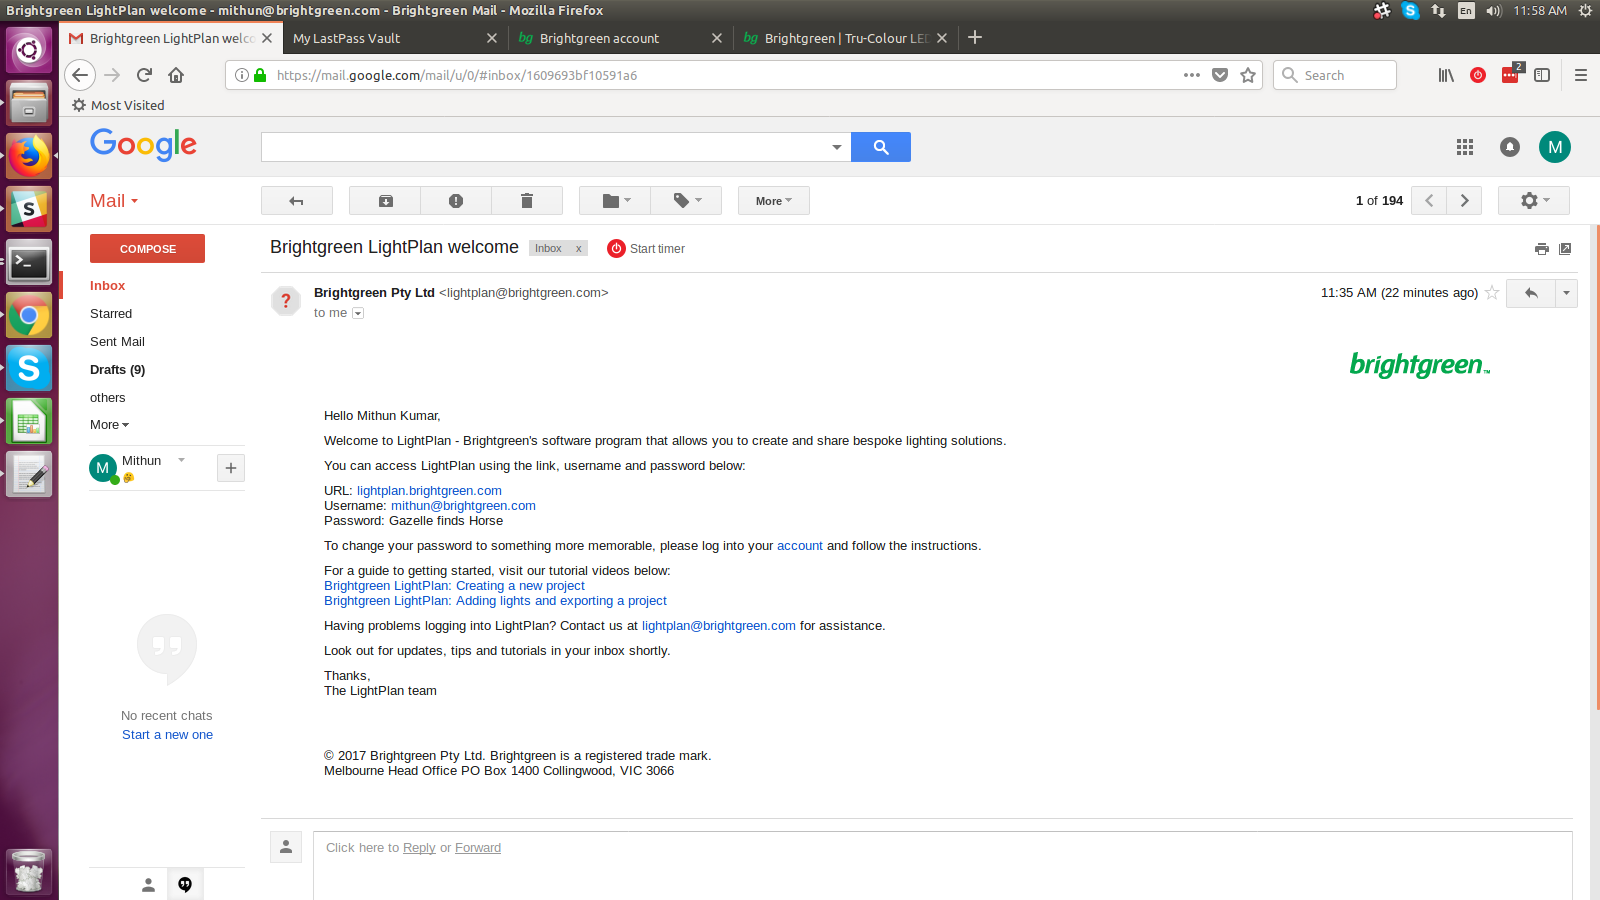 Brightgreen LightPlan welcome - mithun@brightgreen.com - Brightgreen Mail - Mozilla Firefox
En
11:58 AM
Brightgreen LightPlan welco
My LastPass Vault
bg Brightgreen account
bg Brightgreen | Tru-Colour LED
https://mail.google.com/mail/u/0/#inbox/1609693bf10591a6
Search
2
Most Visited
Google
M
Mail
More
1 of 194
COMPOSE
Brightgreen LightPlan welcome
Inbox x
Start timer
Inbox
Starred
Sent Mail
Drafts (9)
others
More
M
Mithun
?
Brightgreen Pty Ltd <lightplan@brightgreen.com>
to me
11:35 AM (22 minutes ago)
brightgreen™
Hello Mithun Kumar,
Welcome to LightPlan - Brightgreen's software program that allows you to create and share bespoke lighting solutions.
You can access LightPlan using the link, username and password below:
URL: lightplan.brightgreen.com
Username: mithun@brightgreen.com
Password: Gazelle finds Horse
To change your password to something more memorable, please log into your account and follow the instructions.
For a guide to getting started, visit our tutorial videos below:
Brightgreen LightPlan: Creating a new project
Brightgreen LightPlan: Adding lights and exporting a project
Having problems logging into LightPlan? Contact us at lightplan@brightgreen.com for assistance.
Look out for updates, tips and tutorials in your inbox shortly.
Thanks,
The LightPlan team
No recent chats
Start a new one
© 2017 Brightgreen Pty Ltd. Brightgreen is a registered trade mark.
Melbourne Head Office PO Box 1400 Collingwood, VIC 3066
Click here to Reply or Forward